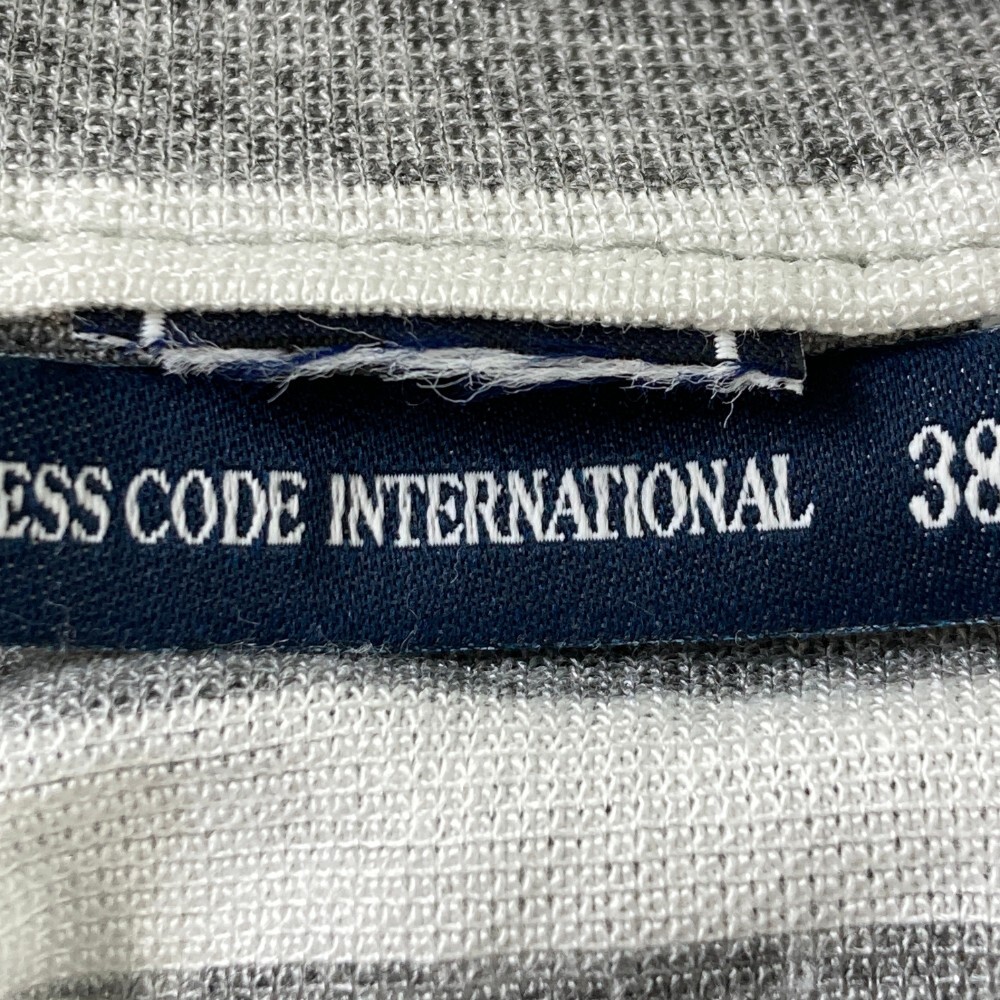 ESS CODE INTERNATIONAL 38